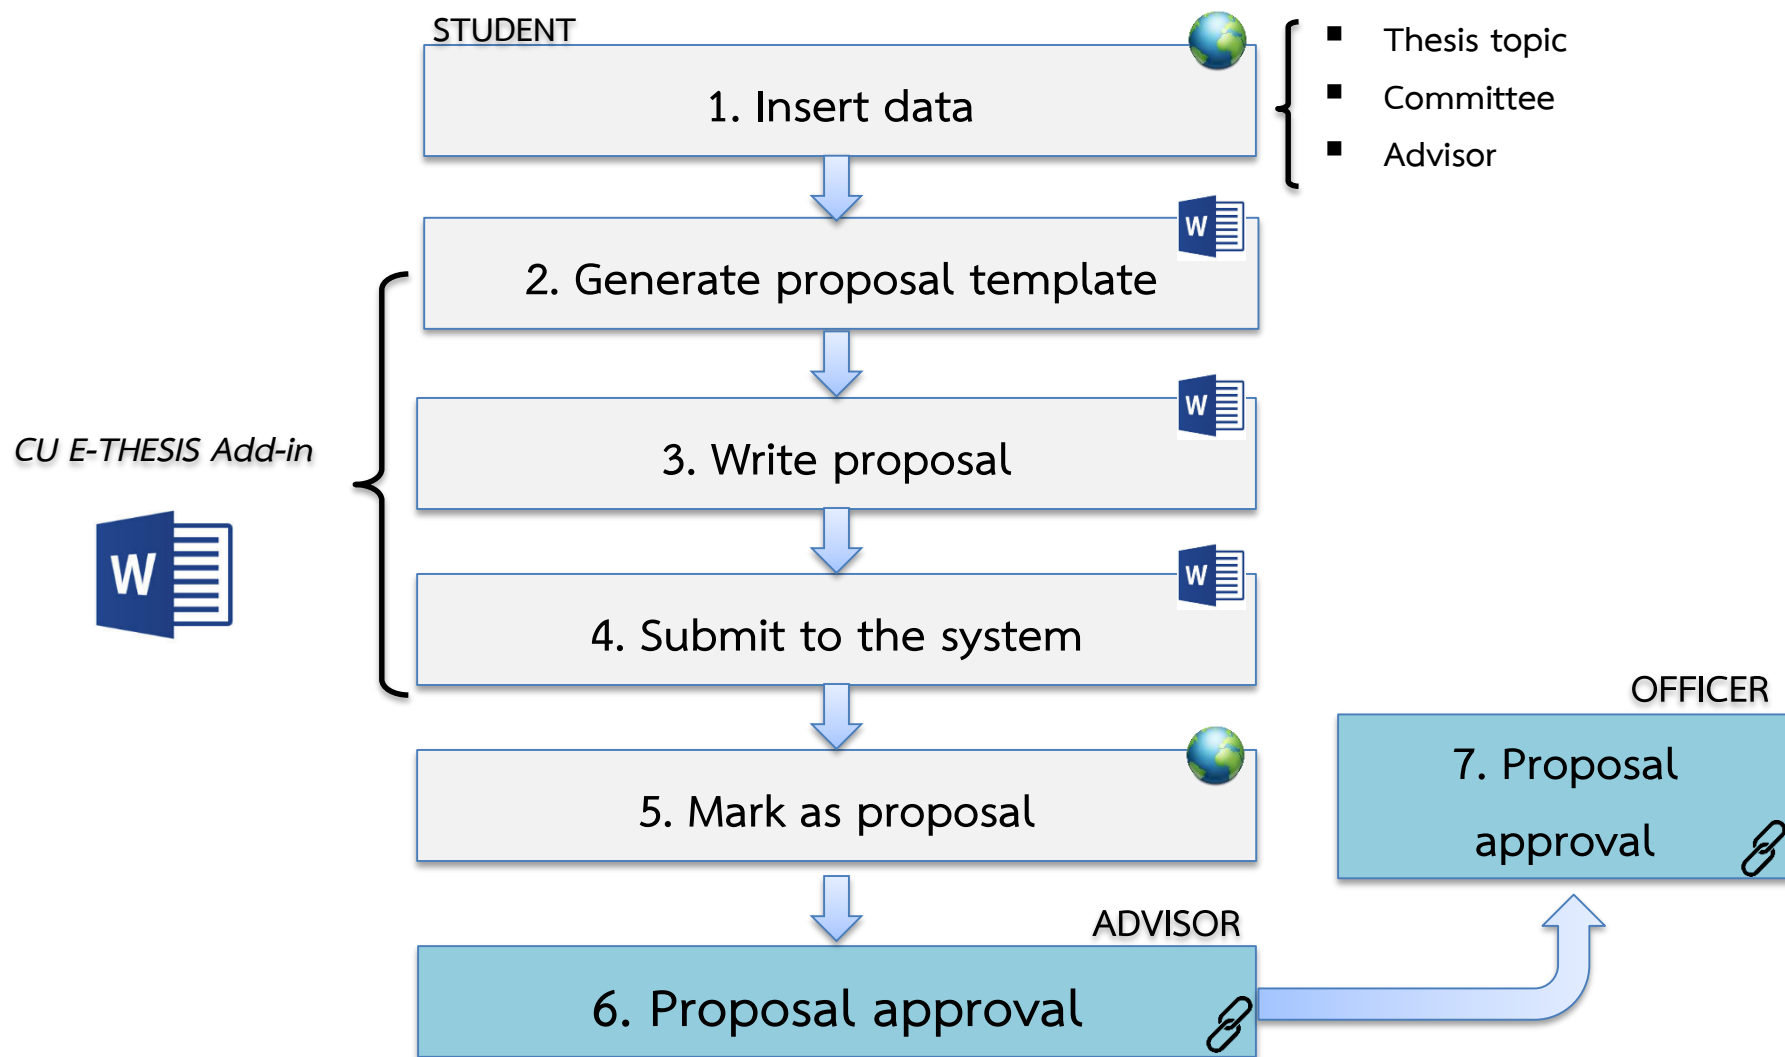 STUDENT
1. Insert data
▪ Thesis topic
▪ Committee
▪ Advisor
W
2. Generate proposal template
W
3. Write proposal
CU E-THESIS Add-in
W
W
4. Submit to the system
5. Mark as proposal
ADVISOR
6. Proposal approval
OFFICER
7. Proposal
approval